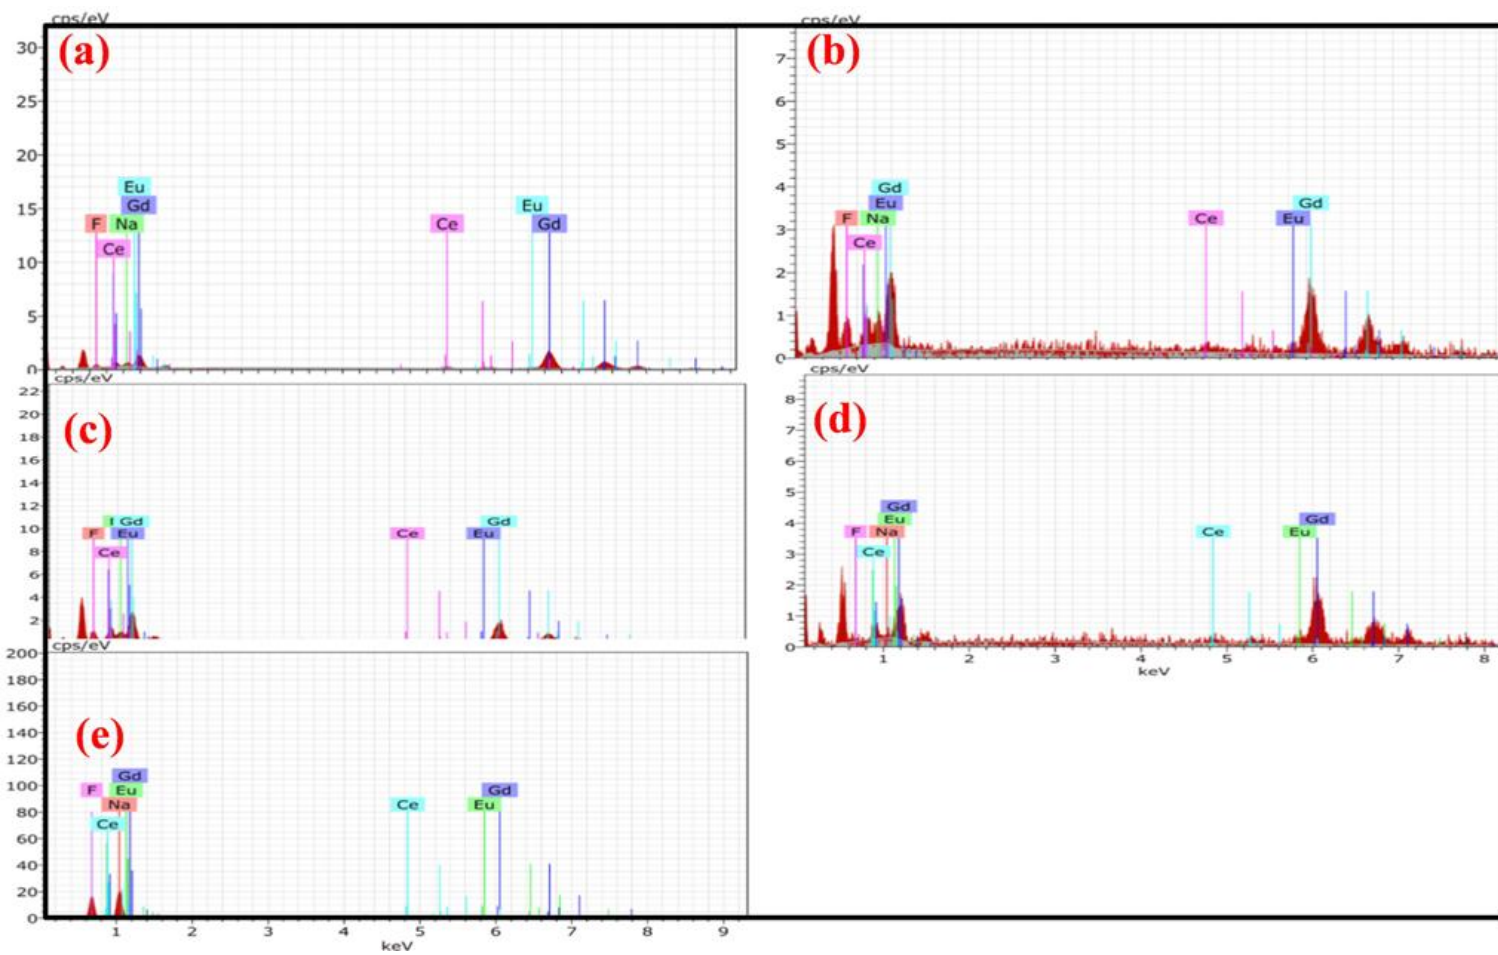 cps/eV
(a)
30
25
20
15
10
5
0
Eu
Gd
F
Na
Ce
Ce
Eu
Gd
cps/eV
(b)
7
6
5
4
3
2
1
0
Gd
Eu
F
Na
Ce
Ce
Eu
Gd
cps/eV
(c)
22
20
18
16
14
12
10
8
6
4
2
Gd
F
Eu
Ce
Ce
Eu
Gd
cps/eV
(d)
8
7
6
5
4
3
2
1
0
Gd
Eu
F
Na
Ce
Ce
Eu
Gd
1 2 3 4 5 6 7 8
keV
cps/eV
(e)
200
180
160
140
120
100
80
60
40
20
0
Gd
F
Eu
Na
Ce
Ce
Eu
Gd
1 2 3 4 5 6 7 8 9
keV